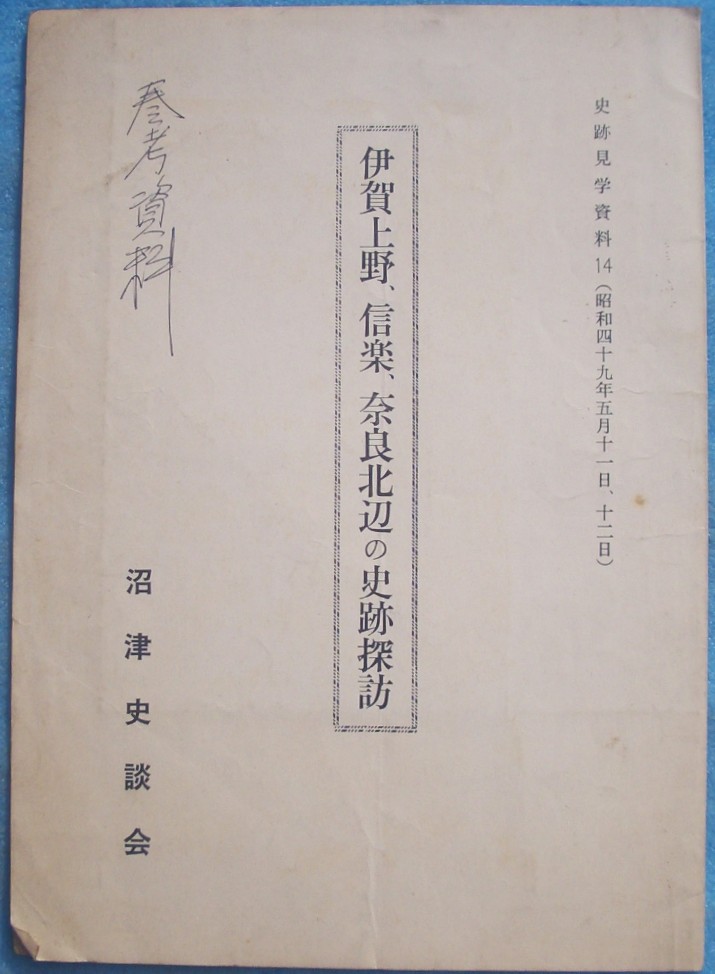 史跡見学資料14(昭和四十九年五月十一日、十二日)
伊賀上野、信楽、奈良北辺の史跡探訪
参考資料
沼津史談会